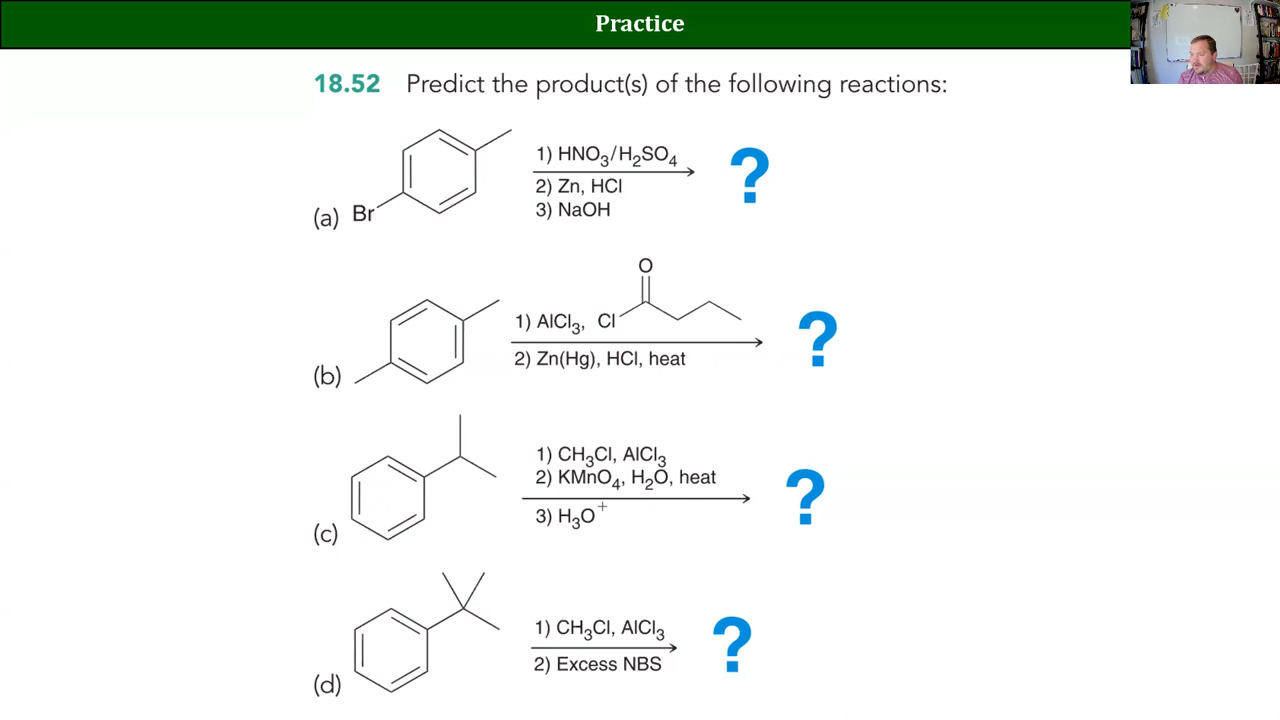 Practice
18.52 Predict the product(s) of the following reactions:
1) HNO3/H2SO4
2) Zn, HCl
3) NaOH
?
(a) Br
O
1) AlCl3, Cl
2) Zn(Hg), HCl, heat
?
(b)
1) CH3Cl, AlCl3
2) KMnO4, H2O, heat
3) H3O+
?
(c)
1) CH3Cl, AlCl3
2) Excess NBS
?
(d)